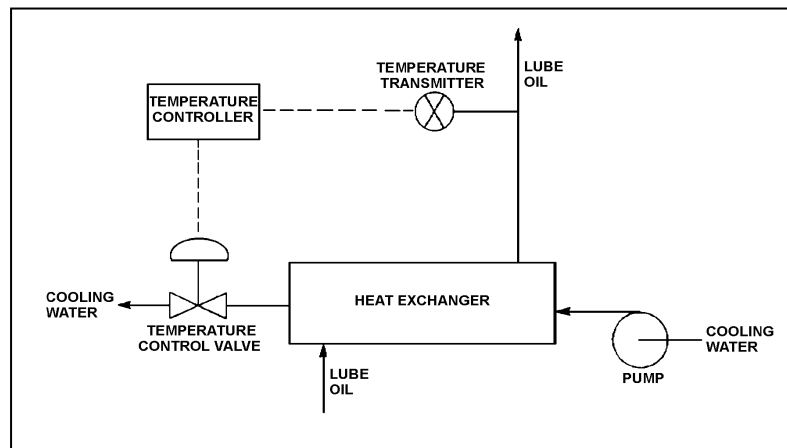 LUBE
OIL
TEMPERATURE
TRANSMITTER
TEMPERATURE
CONTROLLER
HEAT EXCHANGER
COOLING
WATER
TEMPERATURE
CONTROL VALVE
COOLING
WATER
LUBE
OIL
PUMP